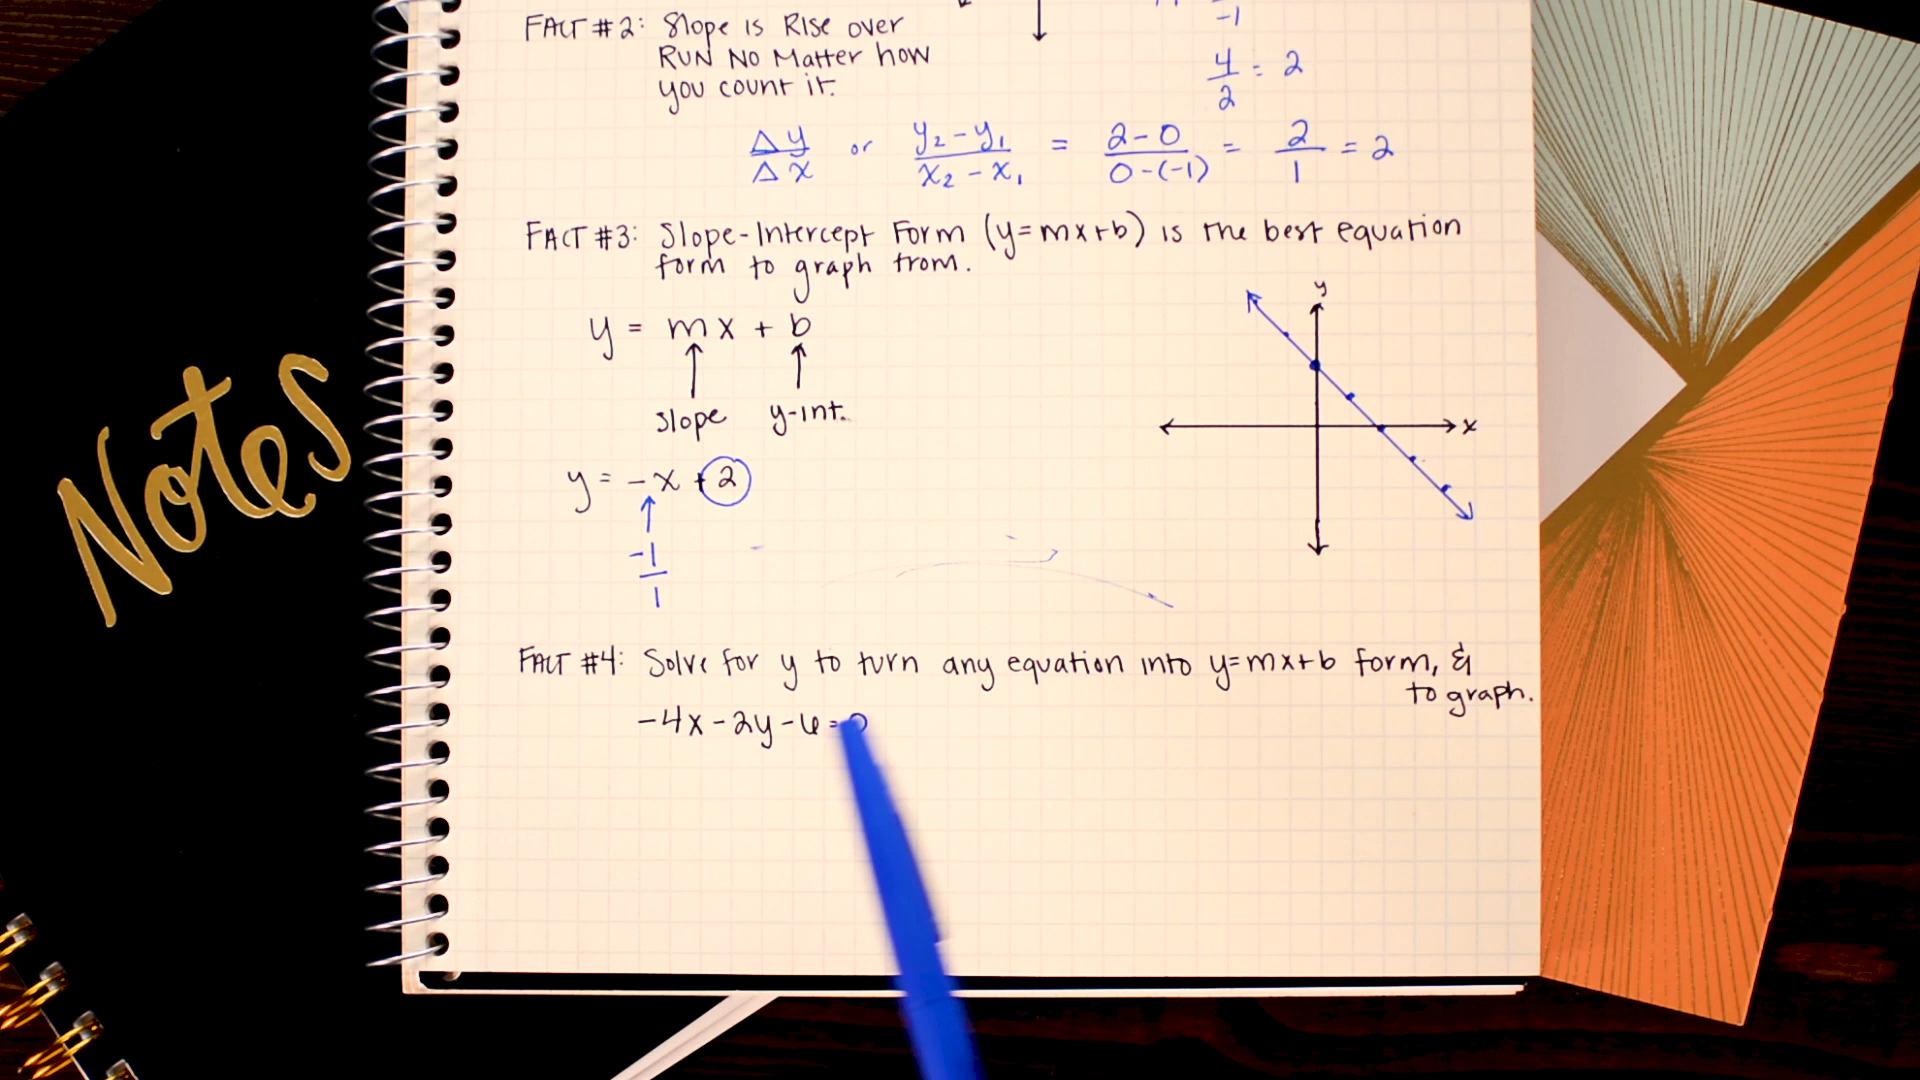 FACT #2: Slope is Rise over
RUN No Matter how
you count it.
-1
4/2 = 2
Δy/Δx or y₂-y₁/x₂-x₁ = 2-0/0-(-1) = 2/1 = 2
FACT #3: Slope-Intercept Form (y=mx+b) is the best equation
form to graph from.
y = mx + b
slope y-int.
y
x
y = -x + 2
-1/1
FACT #4: Solve for y to turn any equation into y=mx+b form, &
to graph.
-4x-2y-6=0
Notes